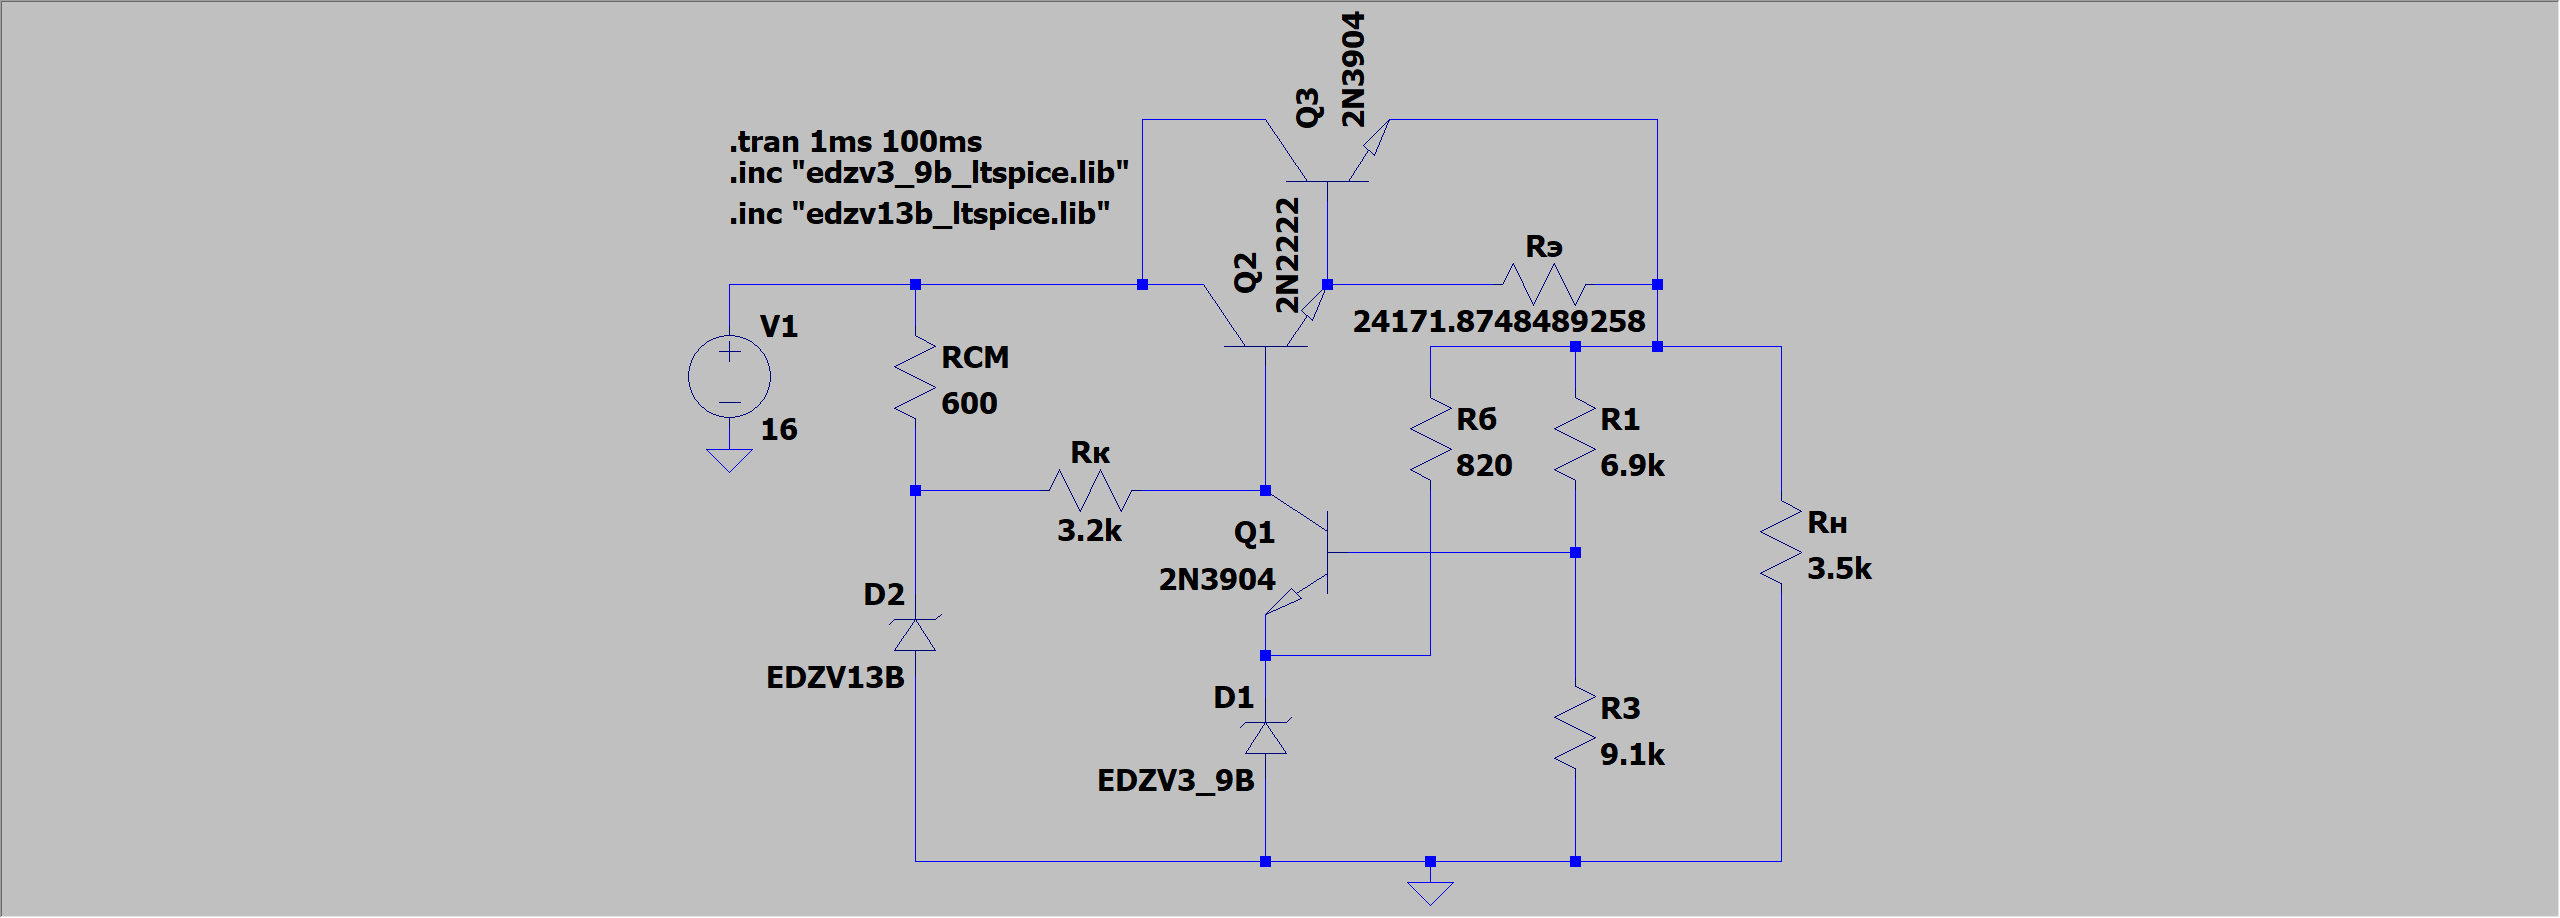 Q3
2N3904
.tran 1ms 100ms
.inc "edzv3_9b_ltspice.lib"
.inc "edzv13b_ltspice.lib"
Q2
2N2222
Rэ
24171.8748489258
V1
16
RCM
600
Rк
3.2k
Rб
820
R1
6.9k
Q1
2N3904
Rн
3.5k
D2
EDZV13B
D1
EDZV3_9B
R3
9.1k